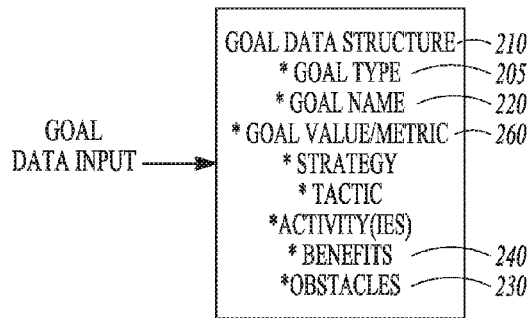 GOAL DATA STRUCTURE 210
* GOAL TYPE 205
* GOAL NAME 220
* GOAL VALUE/METRIC 260
GOAL
DATA INPUT
* STRATEGY
* TACTIC
*ACTIVITY(IES)
* BENEFITS 240
*OBSTACLES 230